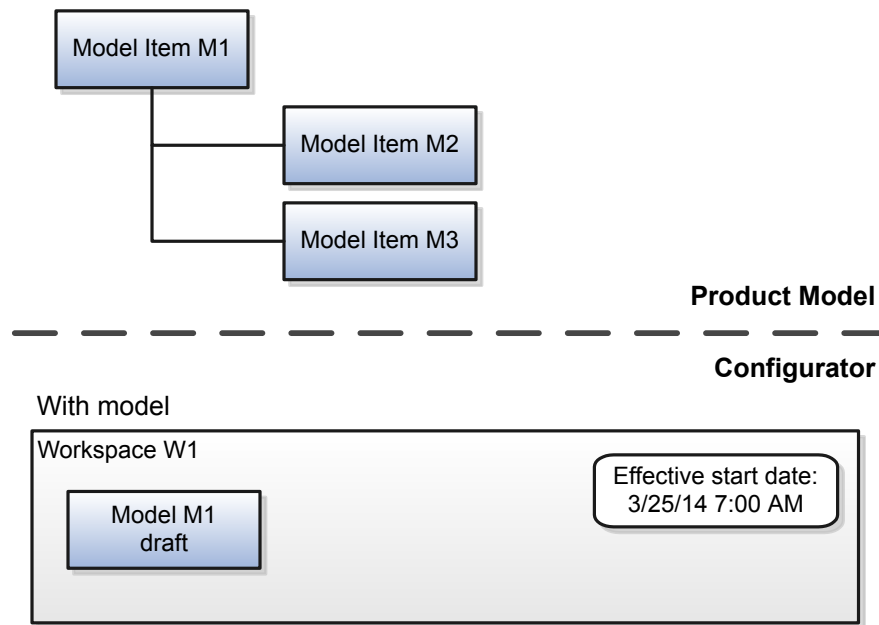 Model Item M1
Model Item M2
Model Item M3
Product Model
Configurator
With model
Workspace W1
Effective start date:
3/25/14 7:00 AM
Model M1
draft